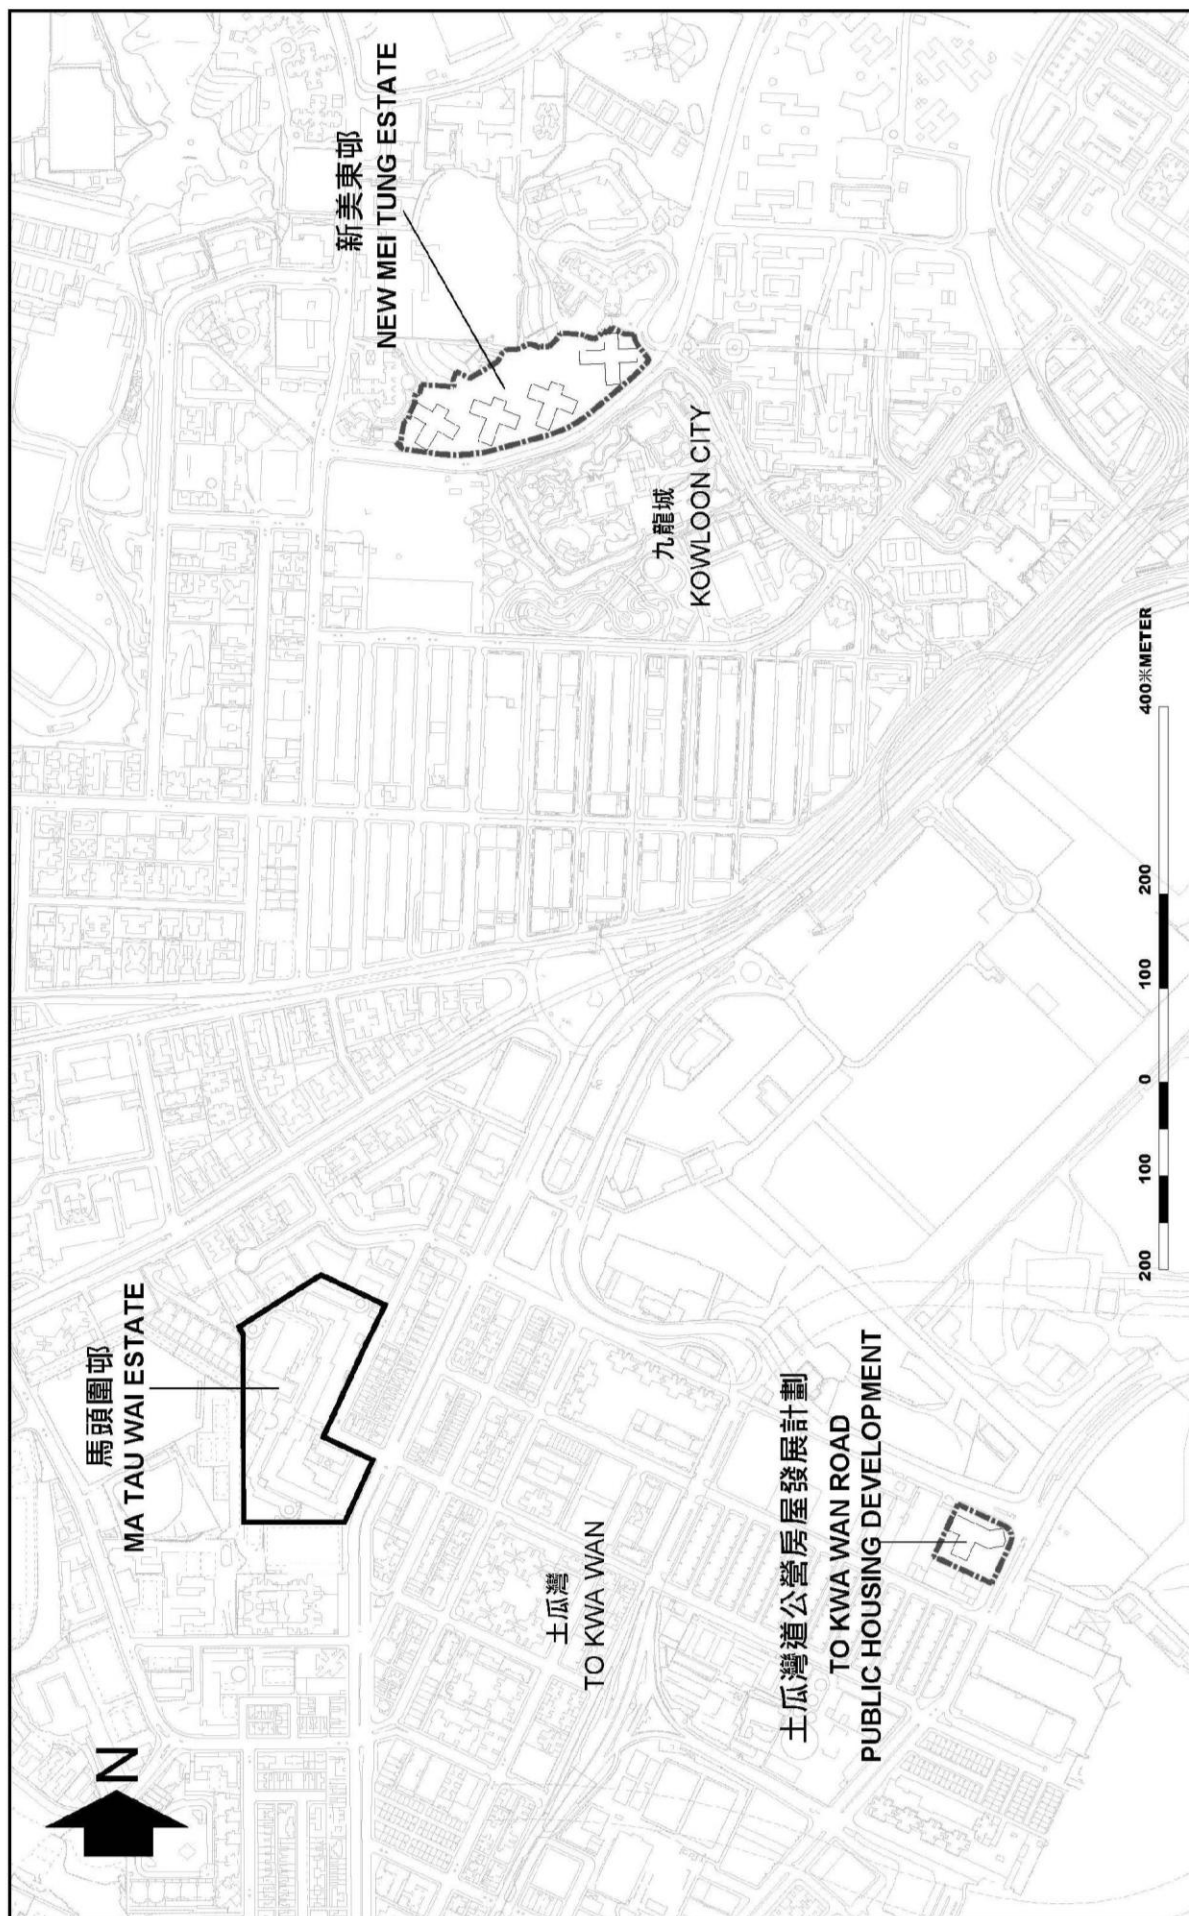 新美東邨
NEW MEI TUNG ESTATE
九龍城
KOWLOON CITY
馬頭圍邨
MA TAU WAI ESTATE
土瓜灣
TO KWA WAN
土瓜灣道公營房屋發展計劃
TO KWA WAN ROAD
PUBLIC HOUSING DEVELOPMENT
N
200 100 0 100 200 400米METER